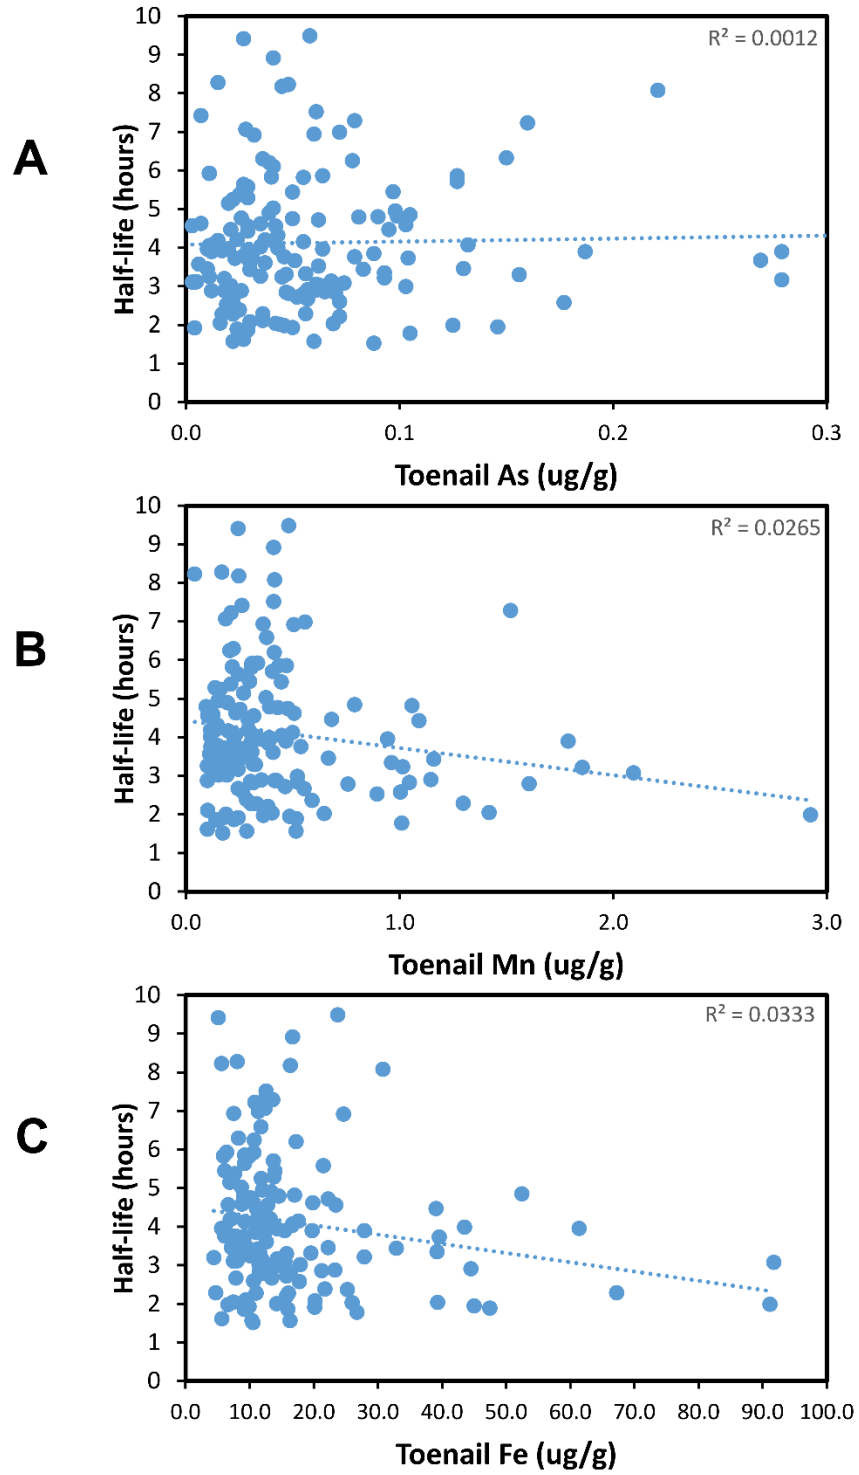 A
Half-life (hours)
10
9
8
7
6
5
4
3
2
1
0
R² = 0.0012
0.0 0.1 0.2 0.3
Toenail As (ug/g)
B
Half-life (hours)
10
9
8
7
6
5
4
3
2
1
0
R² = 0.0265
0.0 1.0 2.0 3.0
Toenail Mn (ug/g)
C
Half-life (hours)
10
9
8
7
6
5
4
3
2
1
0
R² = 0.0333
0.0 10.0 20.0 30.0 40.0 50.0 60.0 70.0 80.0 90.0 100.0
Toenail Fe (ug/g)